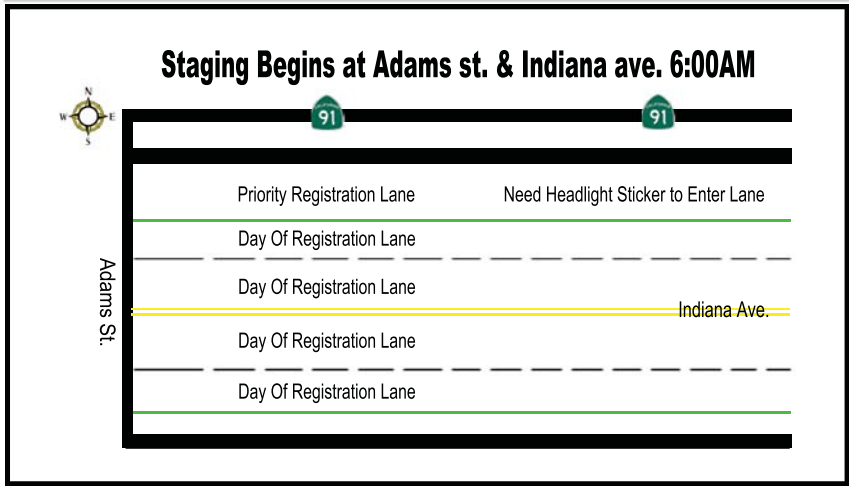 Staging Begins at Adams st. & Indiana ave. 6:00AM
N
W E
S
CALIFORNIA
91
CALIFORNIA
91
Priority Registration Lane Need Headlight Sticker to Enter Lane
Day Of Registration Lane
Day Of Registration Lane
Indiana Ave.
Adams St.
Day Of Registration Lane
Day Of Registration Lane